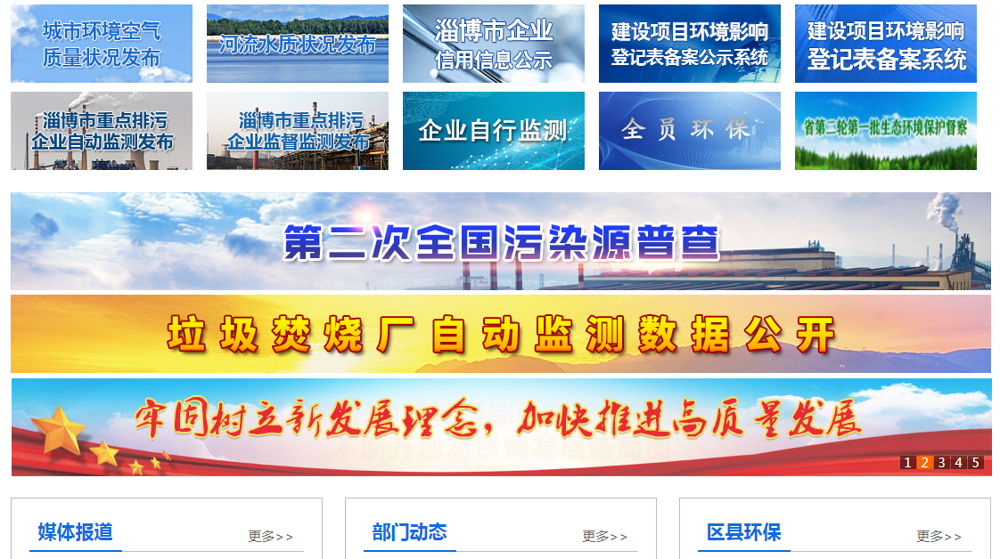 城市环境空气
质量状况发布
河流水质状况发布
淄博市企业
信用信息公示
建设项目环境影响
登记表备案公示系统
建设项目环境影响
登记表备案系统
淄博市重点排污
企业自动监测发布
淄博市重点排污
企业监督监测发布
企业自行监测
全员环保
省第二轮第一批生态环境保护督察
第二次全国污染源普查
垃圾焚烧厂自动监测数据公开
牢固树立新发展理念，加快推进高质量发展
1 2 3 4 5
媒体报道 更多>>
部门动态 更多>>
区县环保 更多>>